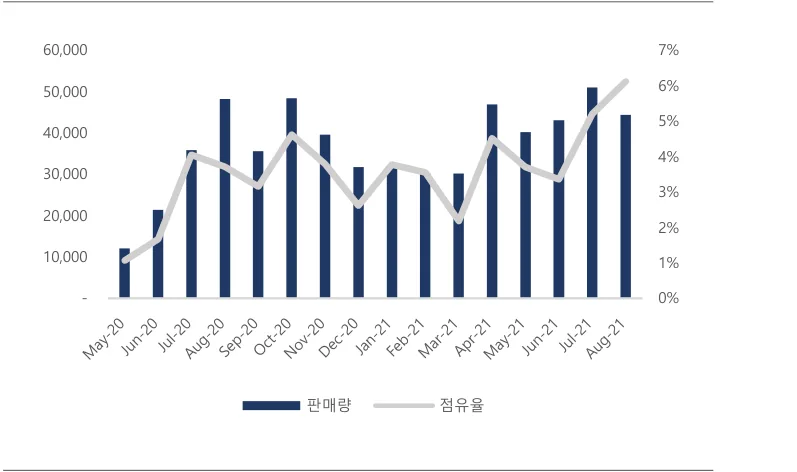 60,000
50,000
40,000
30,000
20,000
10,000
-
7%
6%
5%
4%
3%
2%
1%
0%
May-20
Jun-20
Jul-20
Aug-20
Sep-20
Oct-20
Nov-20
Dec-20
Jan-21
Feb-21
Mar-21
Apr-21
May-21
Jun-21
Jul-21
Aug-21
판매량
점유율